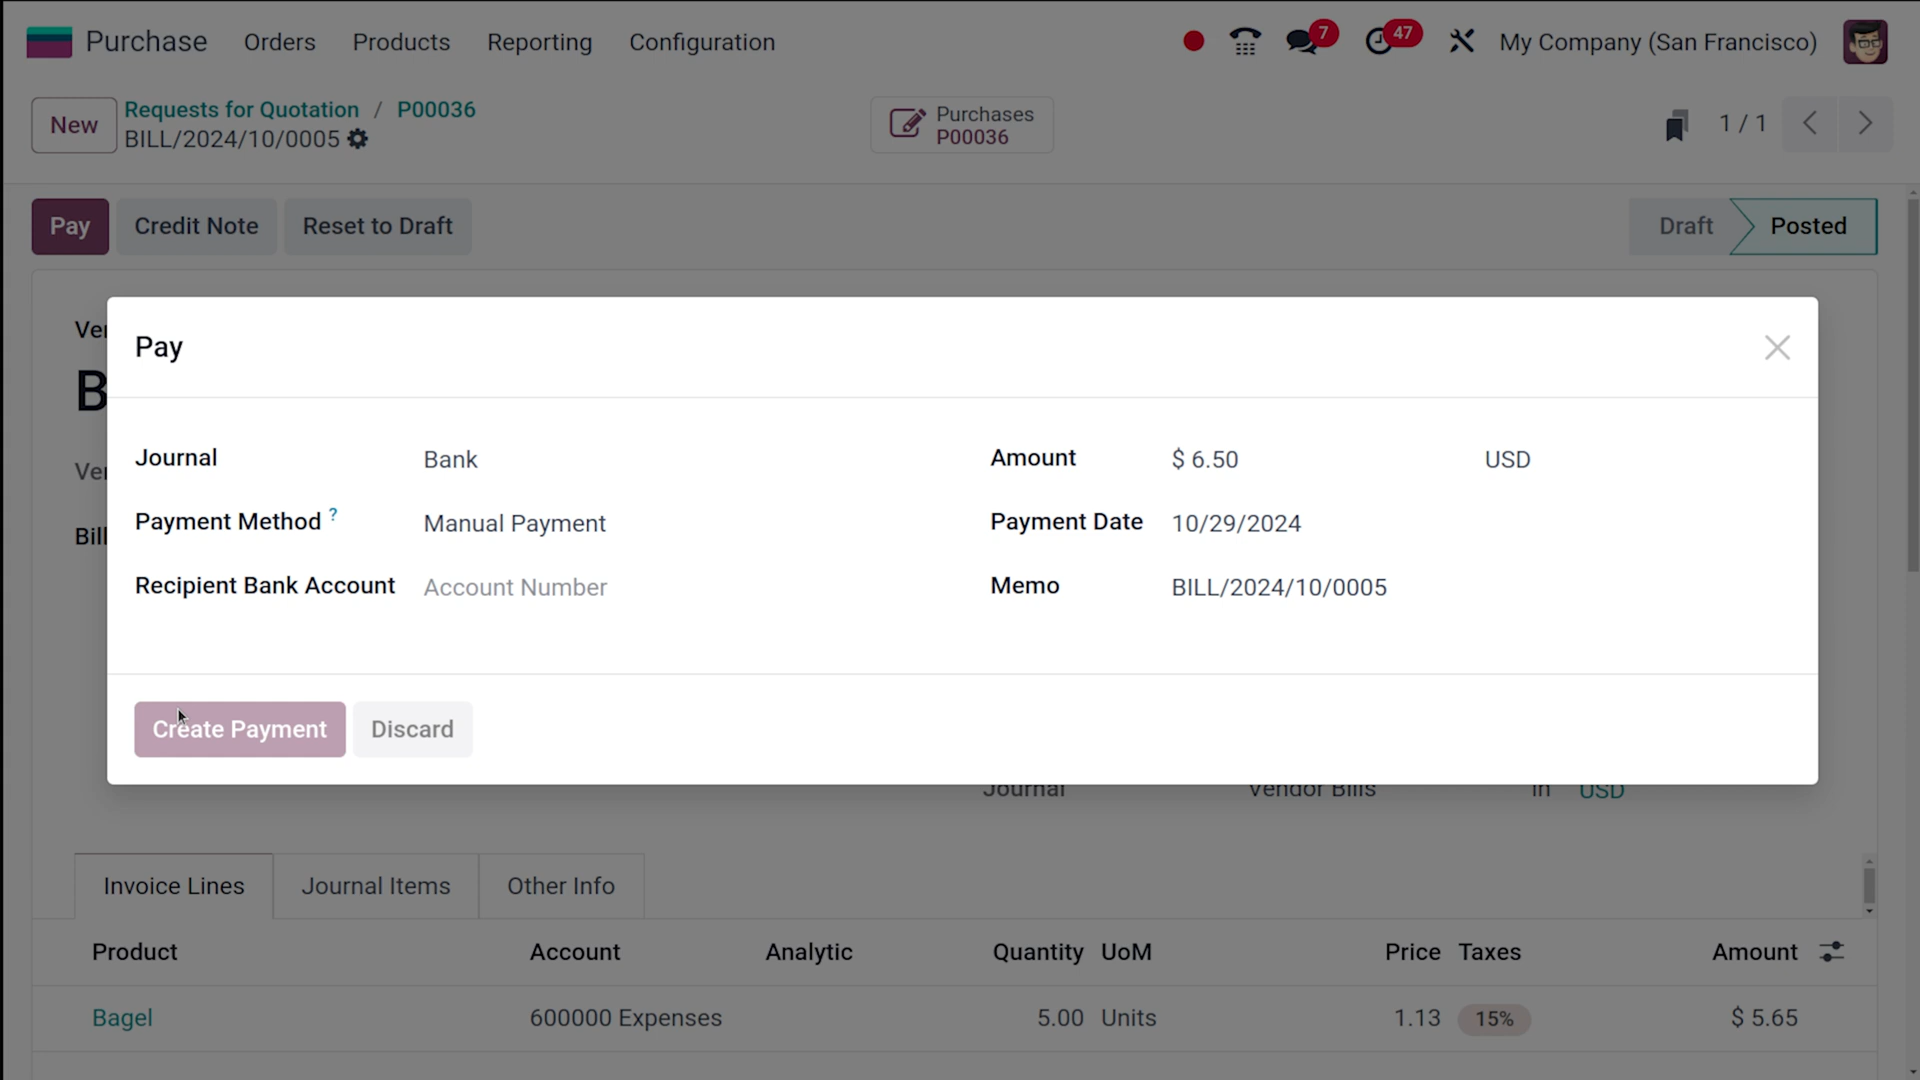 Purchase Orders Products Reporting Configuration 7 47 My Company (San Francisco)
New Requests for Quotation / P00036
BILL/2024/10/0005
Purchases
P00036
1 / 1
Pay Credit Note Reset to Draft Draft Posted
Ver
B
Pay
Journal Bank Amount $ 6.50 USD
Ver
Payment Method ? Manual Payment Payment Date 10/29/2024
Bill
Recipient Bank Account Account Number Memo BILL/2024/10/0005
Create Payment Discard
Journal Vendor Bills in USD
Invoice Lines Journal Items Other Info
Product Account Analytic Quantity UoM Price Taxes Amount
Bagel 600000 Expenses 5.00 Units 1.13 15% $ 5.65